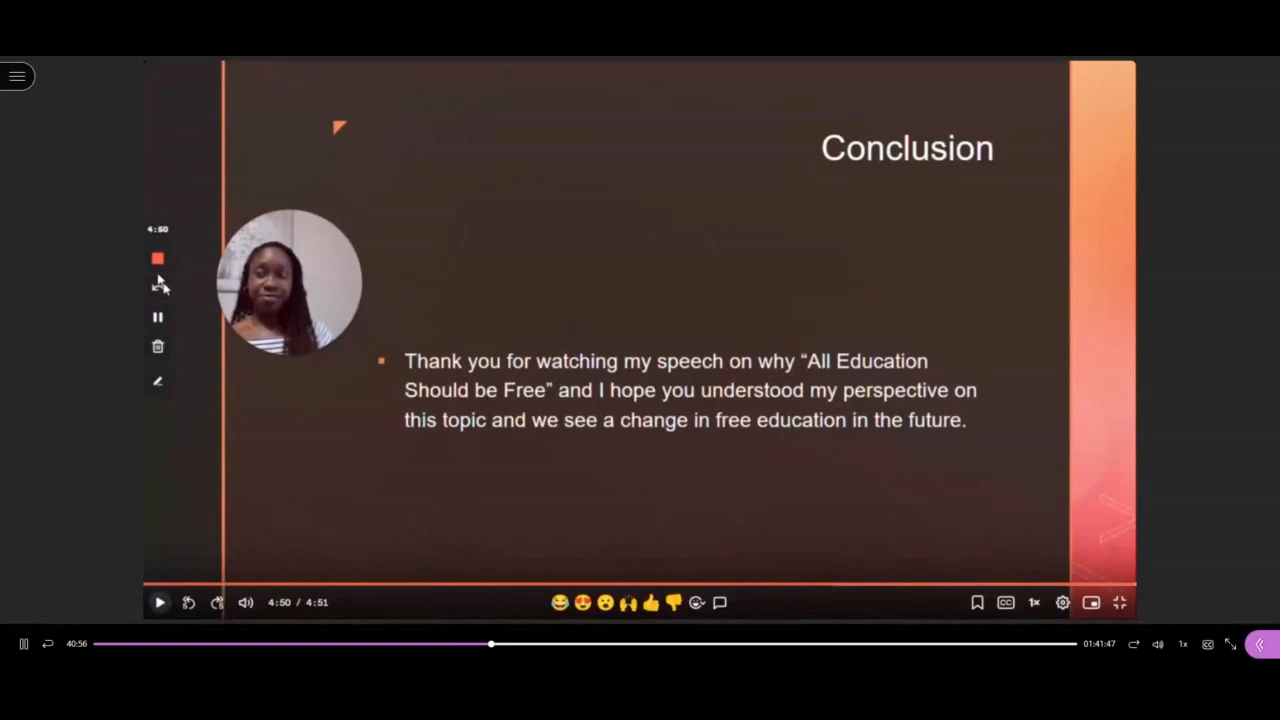 Conclusion
4:50
Thank you for watching my speech on why “All Education
Should be Free” and I hope you understood my perspective on
this topic and we see a change in free education in the future.
4:50 / 4:51
CC
1x
40:56
01:41:47
1x
CC